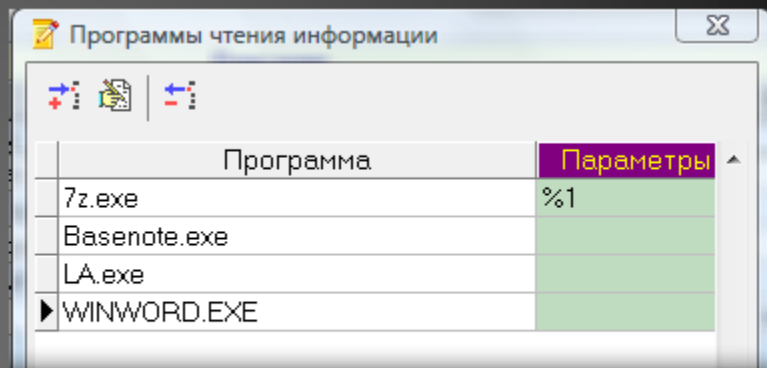 Программы чтения информации
Программа Параметры
7z.exe %1
Basenote.exe
LA.exe
WINWORD.EXE